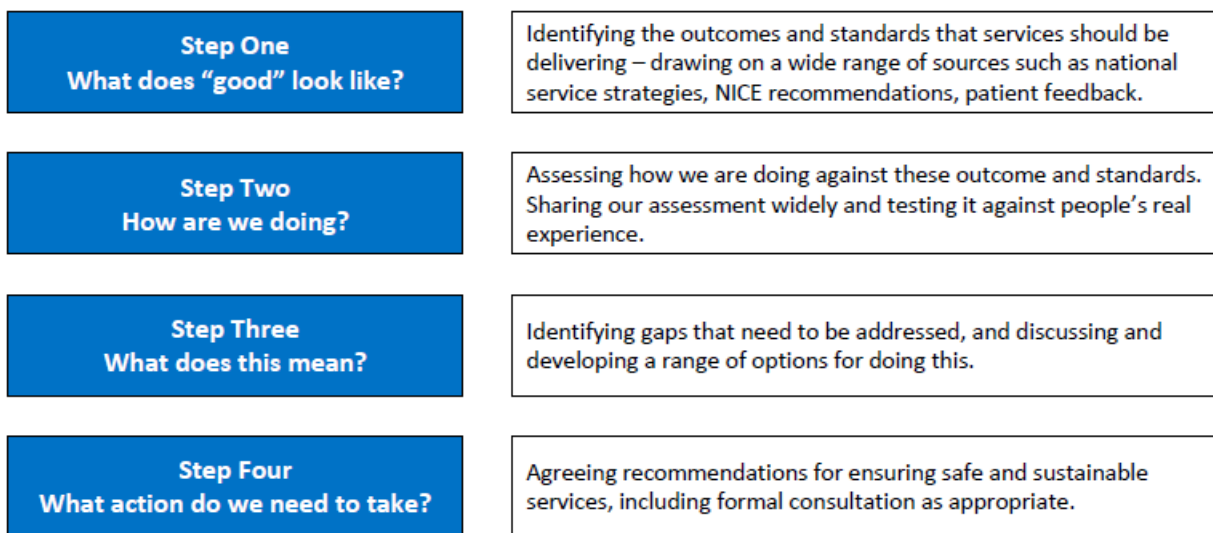 Step One
What does “good” look like?
Identifying the outcomes and standards that services should be
delivering – drawing on a wide range of sources such as national
service strategies, NICE recommendations, patient feedback.
Step Two
How are we doing?
Assessing how we are doing against these outcome and standards.
Sharing our assessment widely and testing it against people’s real
experience.
Step Three
What does this mean?
Identifying gaps that need to be addressed, and discussing and
developing a range of options for doing this.
Step Four
What action do we need to take?
Agreeing recommendations for ensuring safe and sustainable
services, including formal consultation as appropriate.